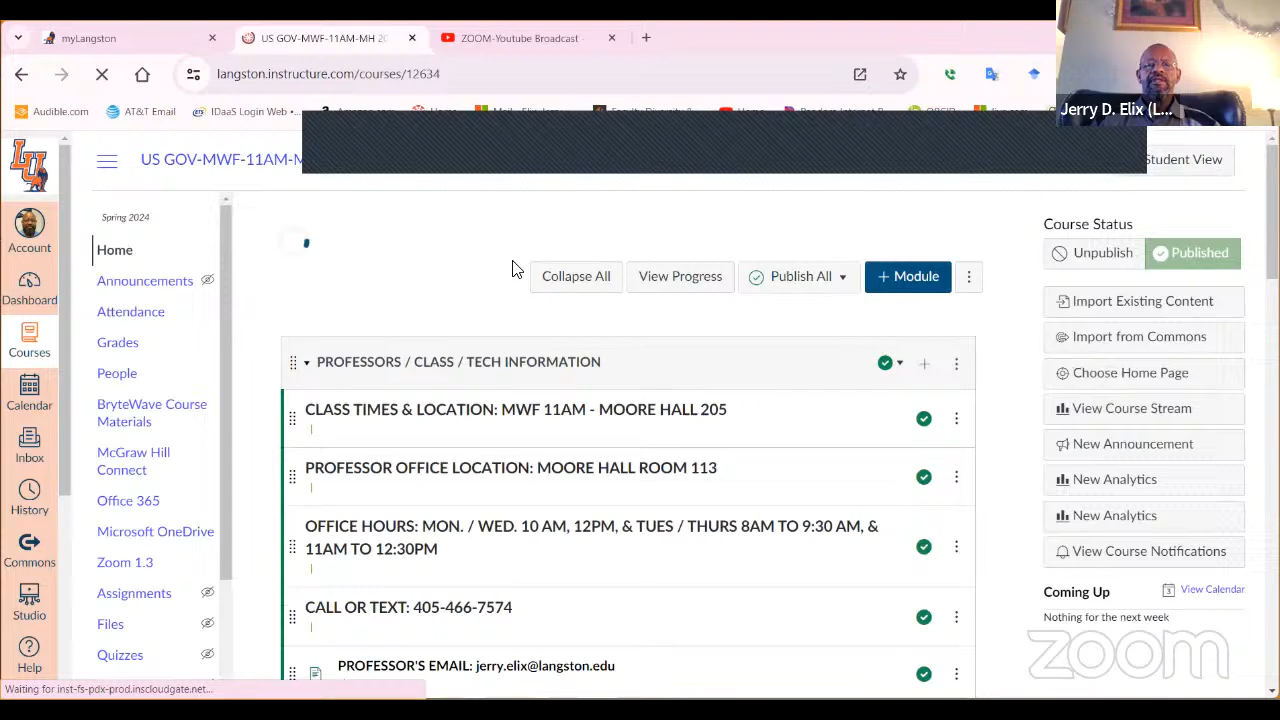 myLangston
US GOV-MWF-11AM-MH 20
ZOOM-Youtube Broadcast
langston.instructure.com/courses/12634
Audible.com
AT&T Email
IDaaS Login Web •
Jerry D. Elix (L...
LU
US GOV-MWF-11AM-M
Student View
Account
Dashboard
Courses
Calendar
Inbox
History
Commons
Studio
Help
Spring 2024
Home
Announcements
Attendance
Grades
People
BryteWave Course
Materials
McGraw Hill
Connect
Office 365
Microsoft OneDrive
Zoom 1.3
Assignments
Files
Quizzes
Collapse All
View Progress
Publish All
+ Module
PROFESSORS / CLASS / TECH INFORMATION
CLASS TIMES & LOCATION: MWF 11AM - MOORE HALL 205
PROFESSOR OFFICE LOCATION: MOORE HALL ROOM 113
OFFICE HOURS: MON. / WED. 10 AM, 12PM, & TUES / THURS 8AM TO 9:30 AM, &
11AM TO 12:30PM
CALL OR TEXT: 405-466-7574
PROFESSOR'S EMAIL: jerry.elix@langston.edu
Course Status
Unpublish
Published
Import Existing Content
Import from Commons
Choose Home Page
View Course Stream
New Announcement
New Analytics
New Analytics
View Course Notifications
Coming Up
3
View Calendar
Nothing for the next week
zoom
Waiting for inst-fs-pdx-prod.inscloudgate.net...